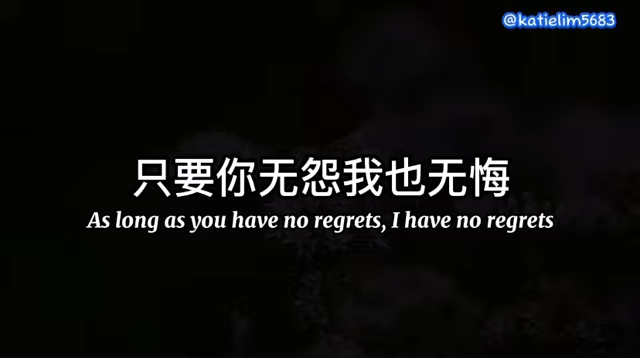 @katielim5683
只要你无怨我也无悔
As long as you have no regrets, I have no regrets